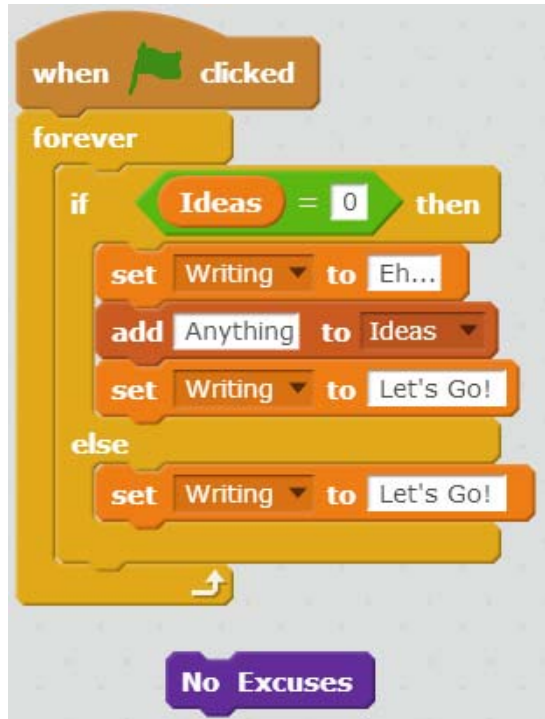 when clicked
forever
if Ideas = 0 then
set Writing to Eh...
add Anything to Ideas
set Writing to Let's Go!
else
set Writing to Let's Go!
No Excuses